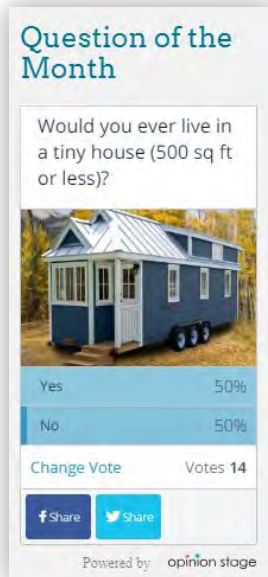 Question of the
Month
Would you ever live in
a tiny house (500 sq ft
or less)?
Yes 50%
No 50%
Change Vote Votes 14
f Share Share
Powered by opinion stage